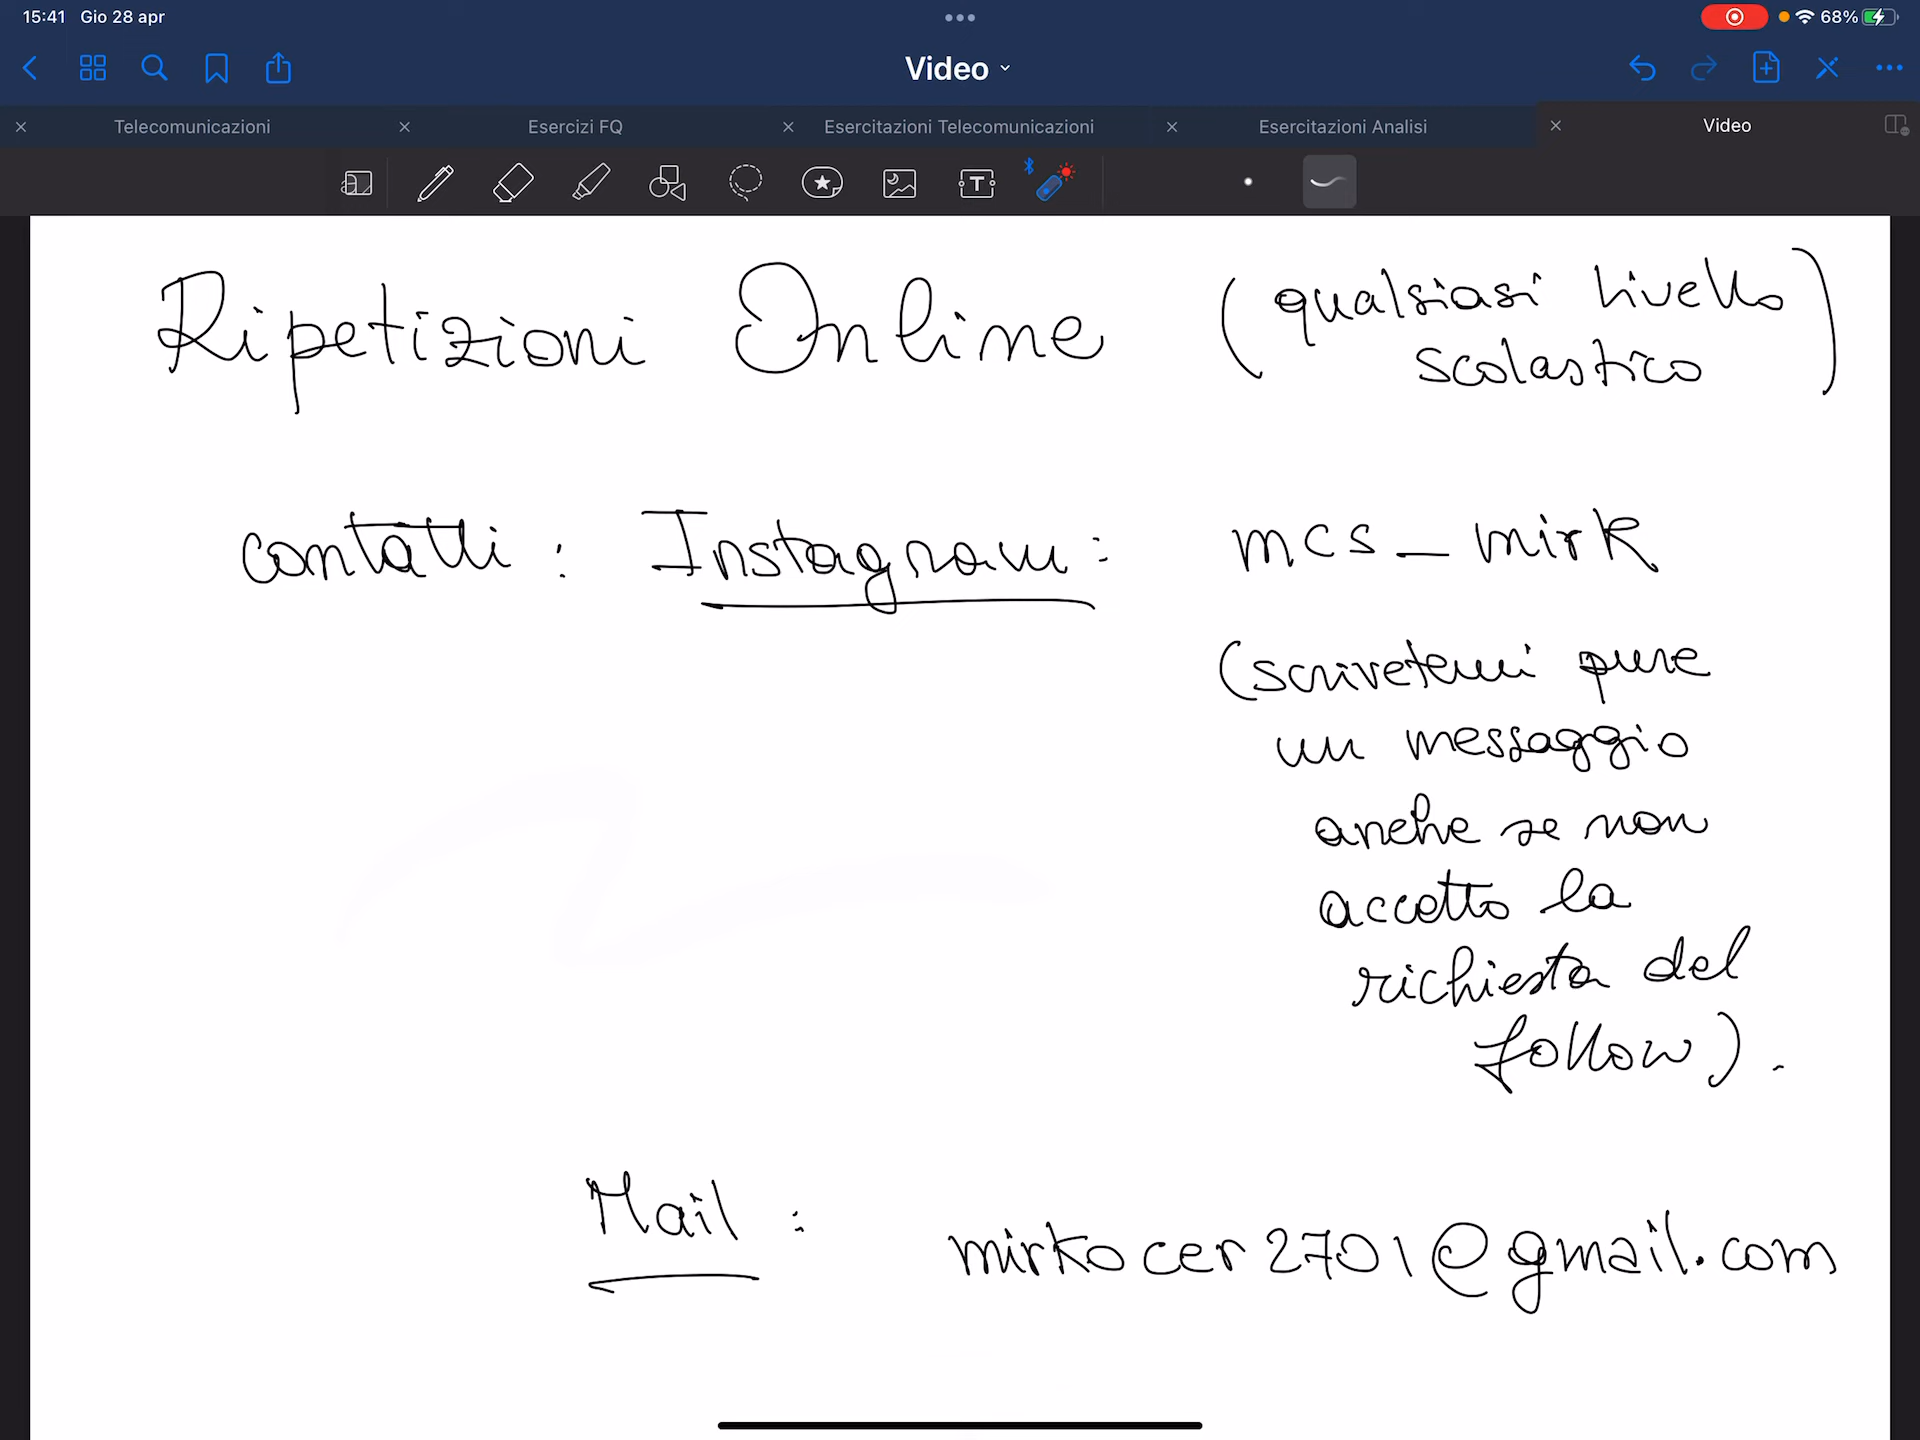 15:41 Gio 28 apr 68%
Video
Telecomunicazioni Esercizi FQ Esercitazioni Telecomunicazioni Esercitazioni Analisi Video
Ripetizioni Online (qualsiasi livello
scolastico)
contatti : Instagram : mcs_mirk
(scrivetemi pure
un messaggio
anche se non
accetto la
richiesta del
follow).
Mail : mirkocer2701@gmail.com